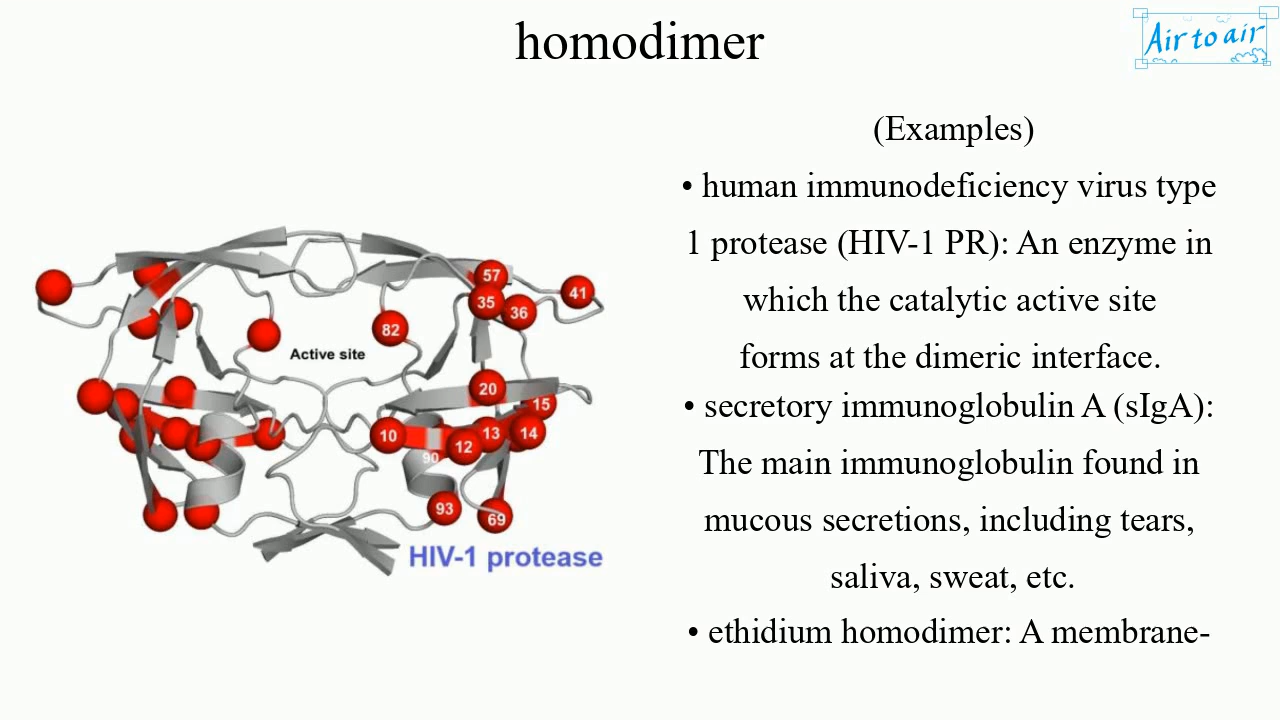 homodimer
Air to air
(Examples)
• human immunodeficiency virus type
1 protease (HIV-1 PR): An enzyme in
which the catalytic active site
forms at the dimeric interface.
• secretory immunoglobulin A (sIgA):
The main immunoglobulin found in
mucous secretions, including tears,
saliva, sweat, etc.
• ethidium homodimer: A membrane-
57
41
35
36
82
Active site
20
15
10
13
14
12
90
93
69
HIV-1 protease